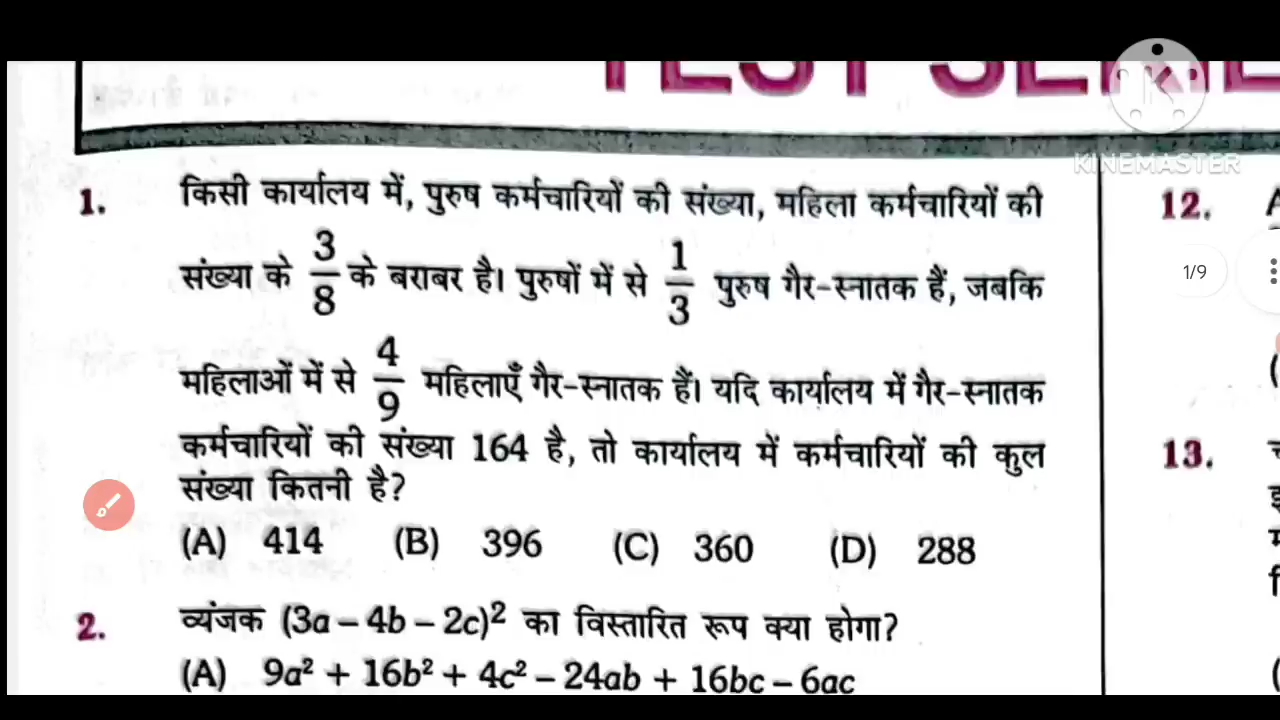 TEST SERIE
KINEMASTER
1. किसी कार्यालय में, पुरुष कर्मचारियों की संख्या, महिला कर्मचारियों की
संख्या के 3/8 के बराबर है। पुरुषों में से 1/3 पुरुष गैर-स्नातक हैं, जबकि
महिलाओं में से 4/9 महिलाएँ गैर-स्नातक हैं। यदि कार्यालय में गैर-स्नातक
कर्मचारियों की संख्या 164 है, तो कार्यालय में कर्मचारियों की कुल
संख्या कितनी है?
(A) 414 (B) 396 (C) 360 (D) 288
2. व्यंजक (3a – 4b – 2c)² का विस्तारित रूप क्या होगा?
(A) 9a² + 16b² + 4c² – 24ab + 16bc – 6ac
12.
1/9
13.